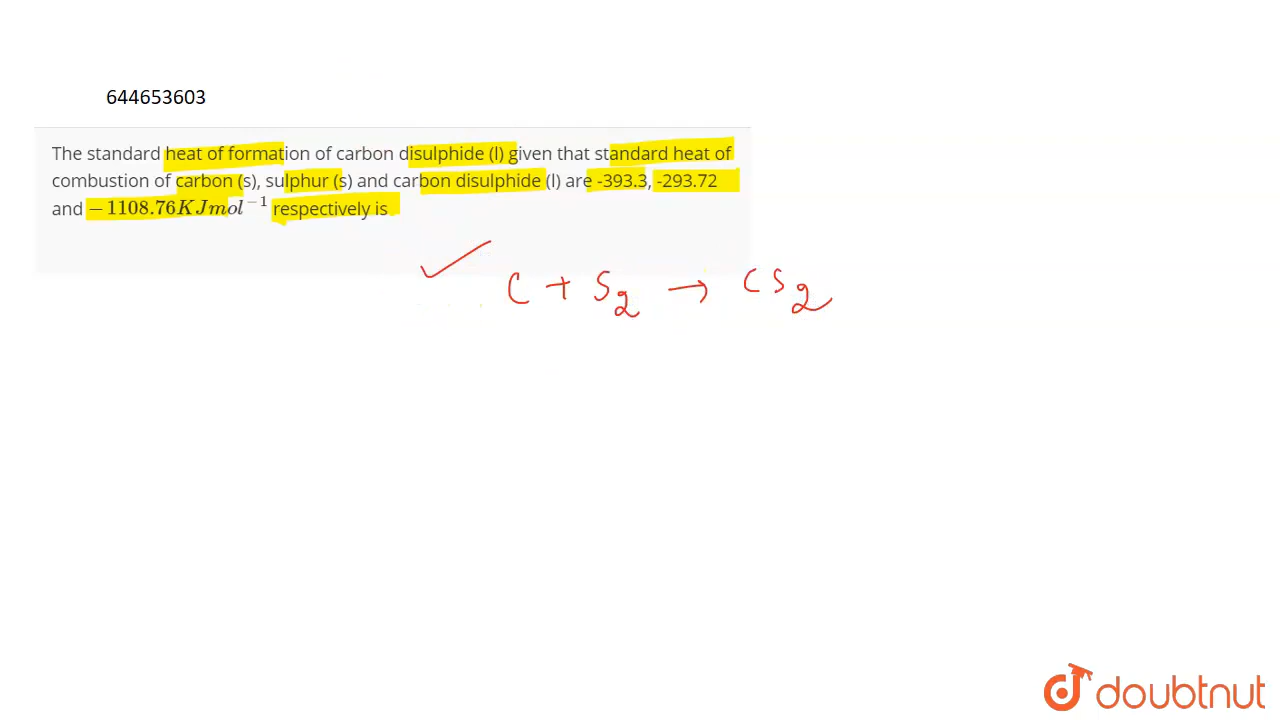 644653603
The standard heat of formation of carbon disulphide (l) given that standard heat of
combustion of carbon (s), sulphur (s) and carbon disulphide (l) are -393.3, -293.72
and −1108.76KJmol⁻¹ respectively is
C + S₂ → CS₂
doubtnut